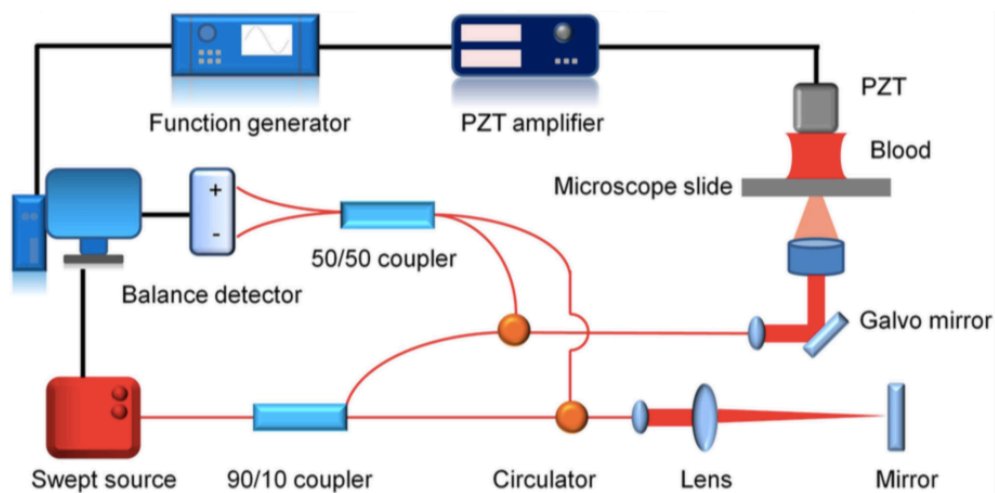 Function generator
PZT amplifier
PZT
Blood
Microscope slide
+
-
50/50 coupler
Balance detector
Galvo mirror
Swept source
90/10 coupler
Circulator
Lens
Mirror